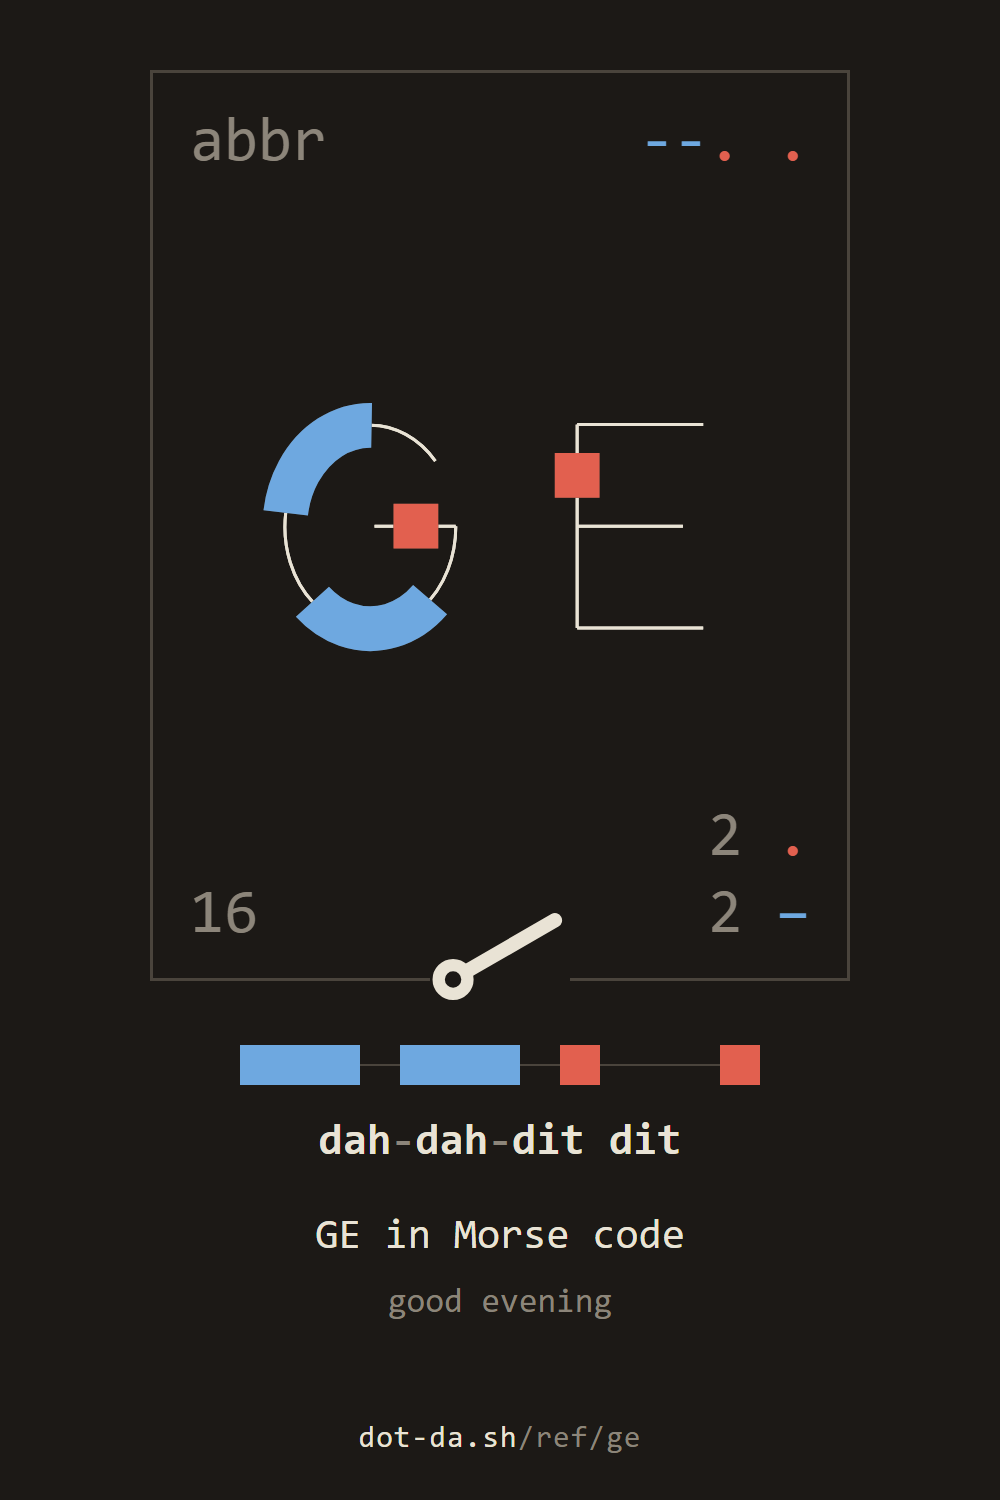 abbr --. .
GE
2 .
16 2 -
dah-dah-dit dit
GE in Morse code
good evening
dot-da.sh/ref/ge